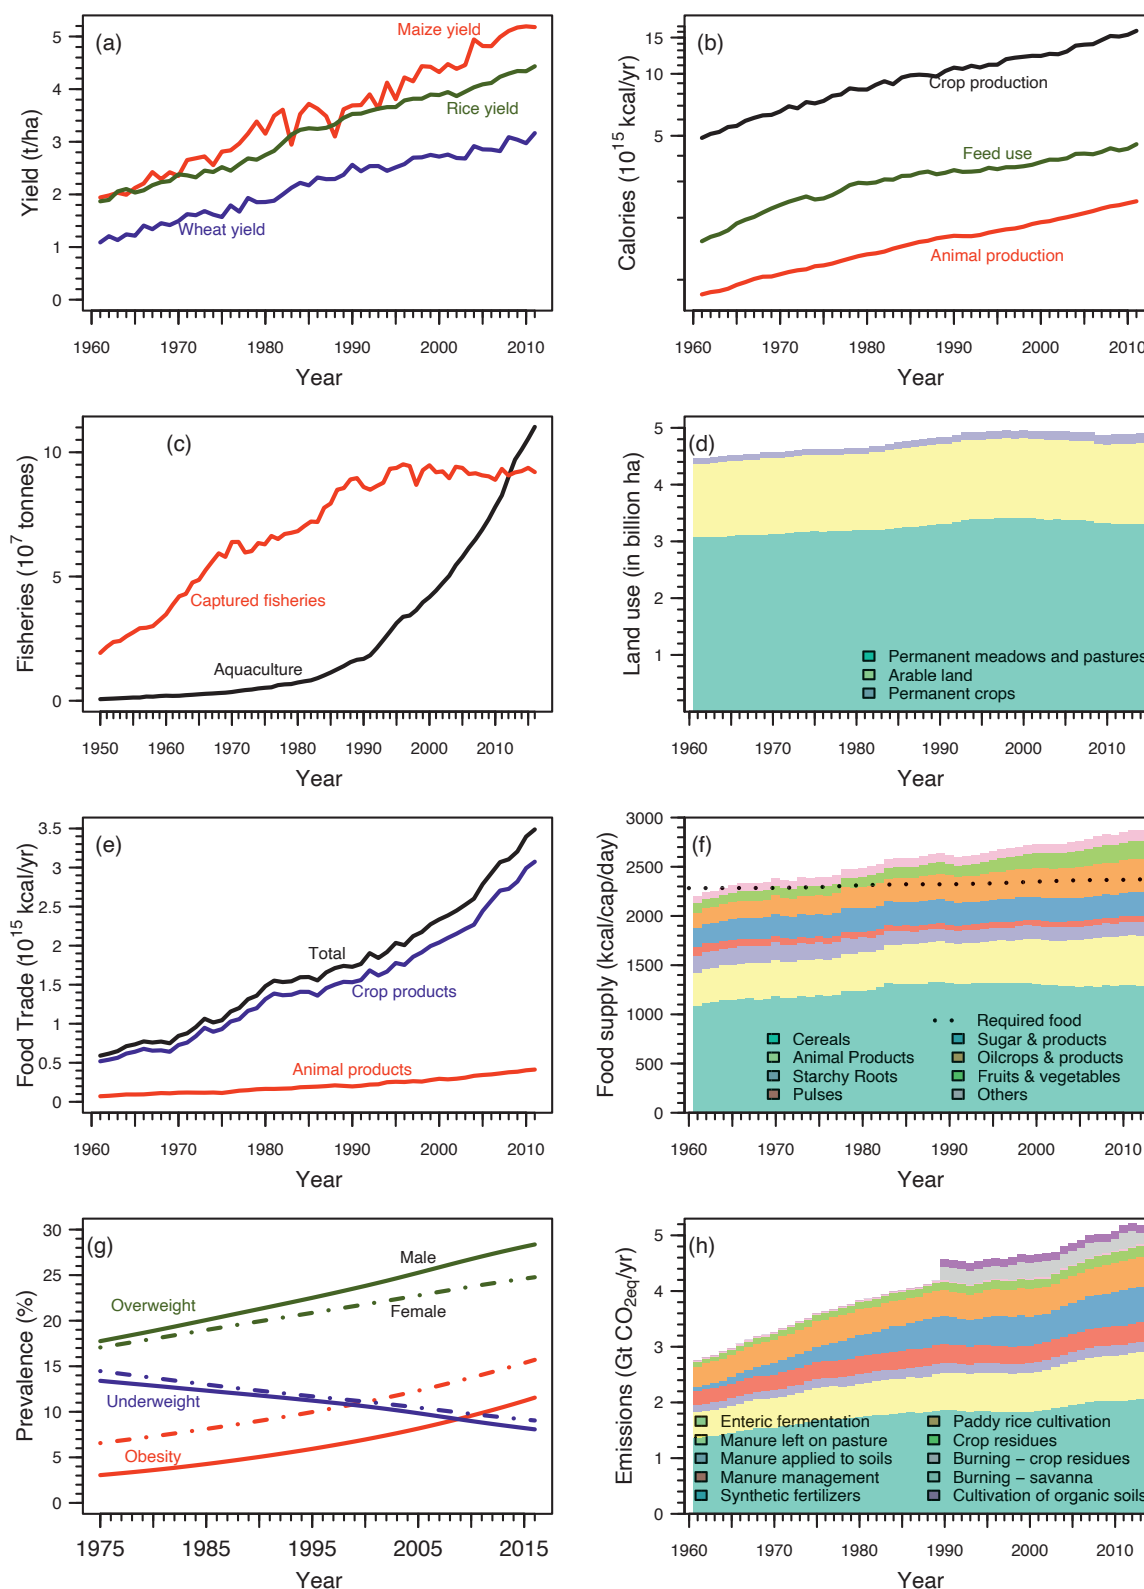 (a)
Maize yield
Rice yield
Wheat yield
Yield (t/ha)
5
4
3
2
1
0
1960 1970 1980 1990 2000 2010
Year
(b)
Crop production
Feed use
Animal production
Calories (10^15 kcal/yr)
15
10
5
1960 1970 1980 1990 2000 2010
Year
(c)
Captured fisheries
Aquaculture
Fisheries (10^7 tonnes)
10
5
0
1950 1960 1970 1980 1990 2000 2010
Year
(d)
Land use (in billion ha)
5
4
3
2
1
Permanent meadows and pastures
Arable land
Permanent crops
1960 1970 1980 1990 2000 2010
Year
(e)
Total
Crop products
Animal products
Food Trade (10^15 kcal/yr)
3.5
3
2.5
2
1.5
1
0.5
0
1960 1970 1980 1990 2000 2010
Year
(f)
Food supply (kcal/cap/day)
3000
2500
2000
1500
1000
500
0
Required food
Cereals
Animal Products
Starchy Roots
Pulses
Sugar & products
Oilcrops & products
Fruits & vegetables
Others
1960 1970 1980 1990 2000 2010
Year
(g)
Male
Overweight
Female
Underweight
Obesity
Prevalence (%)
30
25
20
15
10
5
0
1975 1985 1995 2005 2015
Year
(h)
Emissions (Gt CO2eq/yr)
5
4
3
2
1
0
Enteric fermentation
Manure left on pasture
Manure applied to soils
Manure management
Synthetic fertilizers
Paddy rice cultivation
Crop residues
Burning – crop residues
Burning – savanna
Cultivation of organic soils
1960 1970 1980 1990 2000 2010
Year